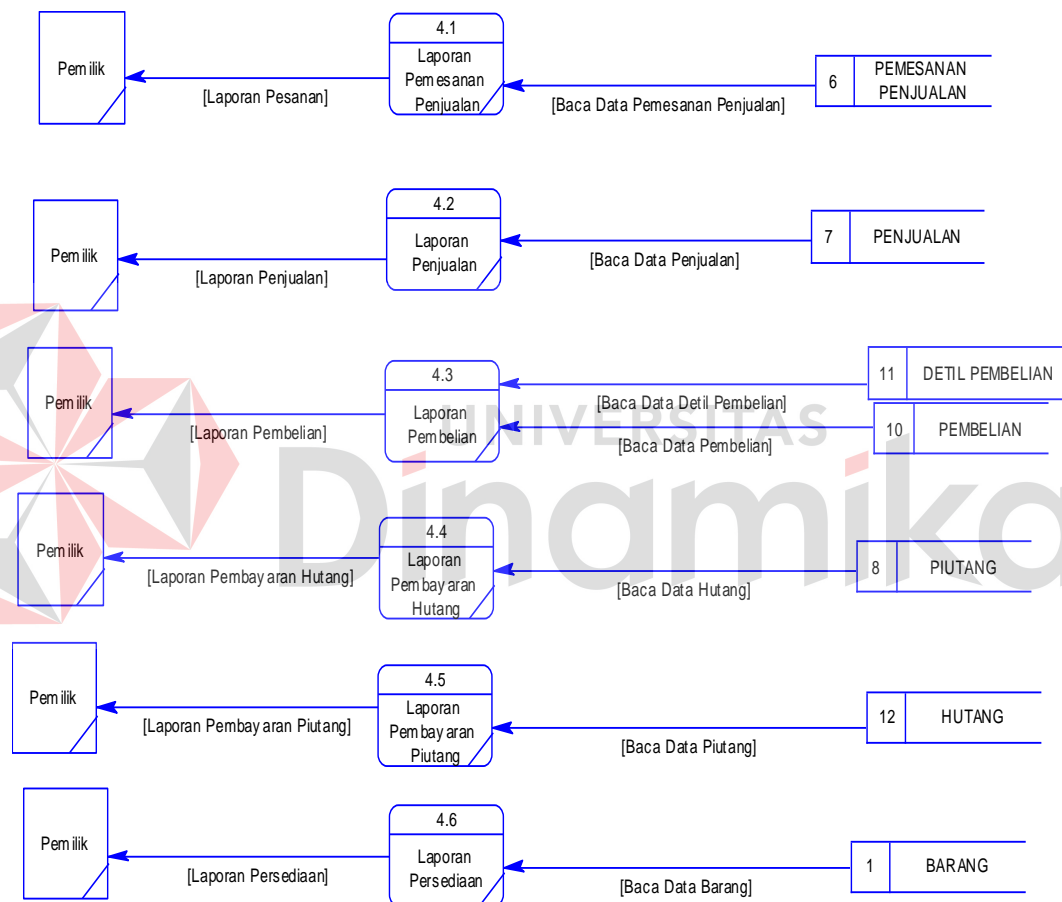 4.1
Pemilik
Laporan
Pemesanan
Penjualan
[Laporan Pesanan]
[Baca Data Pemesanan Penjualan]
6
PEMESANAN
PENJUALAN
4.2
Pemilik
Laporan
Penjualan
[Laporan Penjualan]
[Baca Data Penjualan]
7
PENJUALAN
4.3
Pemilik
Laporan
Pembelian
[Laporan Pembelian]
[Baca Data Detil Pembelian]
11
DETIL PEMBELIAN
[Baca Data Pembelian]
10
PEMBELIAN
UNIVERSITAS
Dinamika
4.4
Pemilik
Laporan
Pembayaran
Hutang
[Laporan Pembayaran Hutang]
[Baca Data Hutang]
8
PIUTANG
4.5
Pemilik
Laporan
Pembayaran
Piutang
[Laporan Pembayaran Piutang]
[Baca Data Piutang]
12
HUTANG
4.6
Pemilik
Laporan
Persediaan
[Laporan Persediaan]
[Baca Data Barang]
1
BARANG